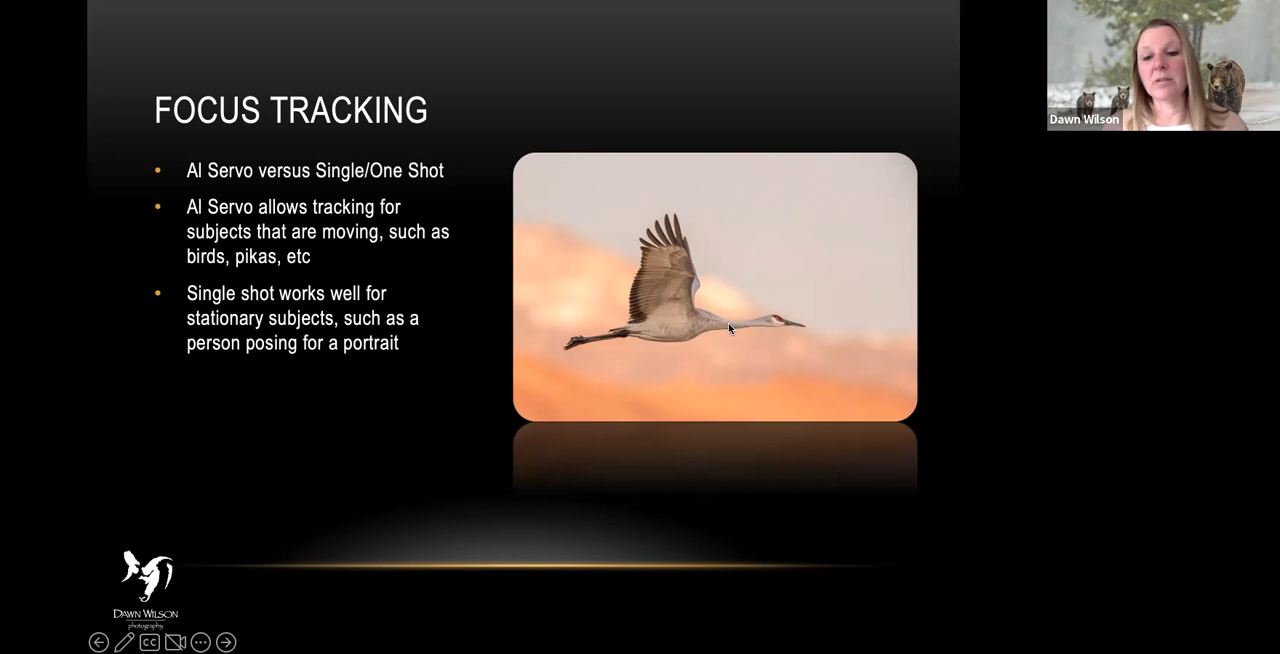 FOCUS TRACKING
• AI Servo versus Single/One Shot
• AI Servo allows tracking for
subjects that are moving, such as
birds, pikas, etc
• Single shot works well for
stationary subjects, such as a
person posing for a portrait
Dawn Wilson
DAWN WILSON
photography
CC